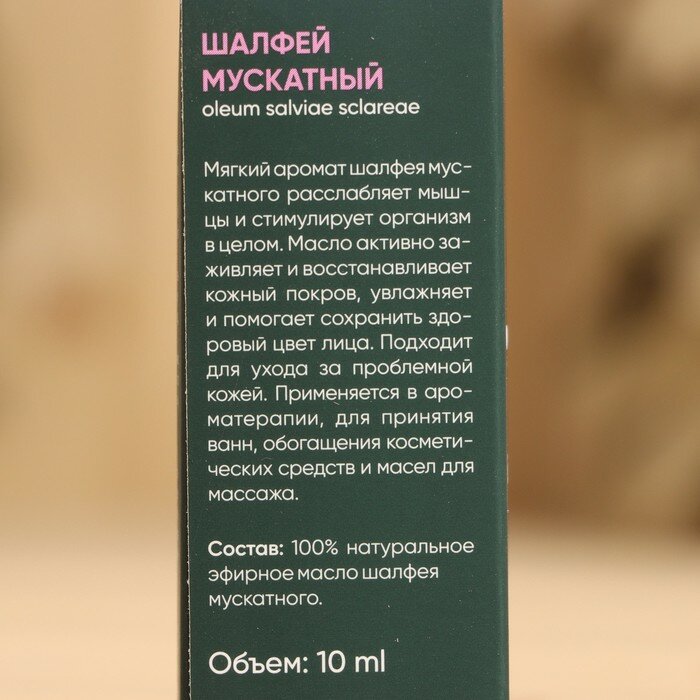 ШАЛФЕЙ
МУСКАТНЫЙ
oleum salviae sclareae
Мягкий аромат шалфея мус-
катного расслабляет мыш-
цы и стимулирует организм
в целом. Масло активно за-
живляет и восстанавливает
кожный покров, увлажняет
и помогает сохранить здо-
ровый цвет лица. Подходит
для ухода за проблемной
кожей. Применяется в аро-
матерапии, для принятия
ванн, обогащения космети-
ческих средств и масел для
массажа.
Состав: 100% натуральное
эфирное масло шалфея
мускатного.
Объем: 10 ml